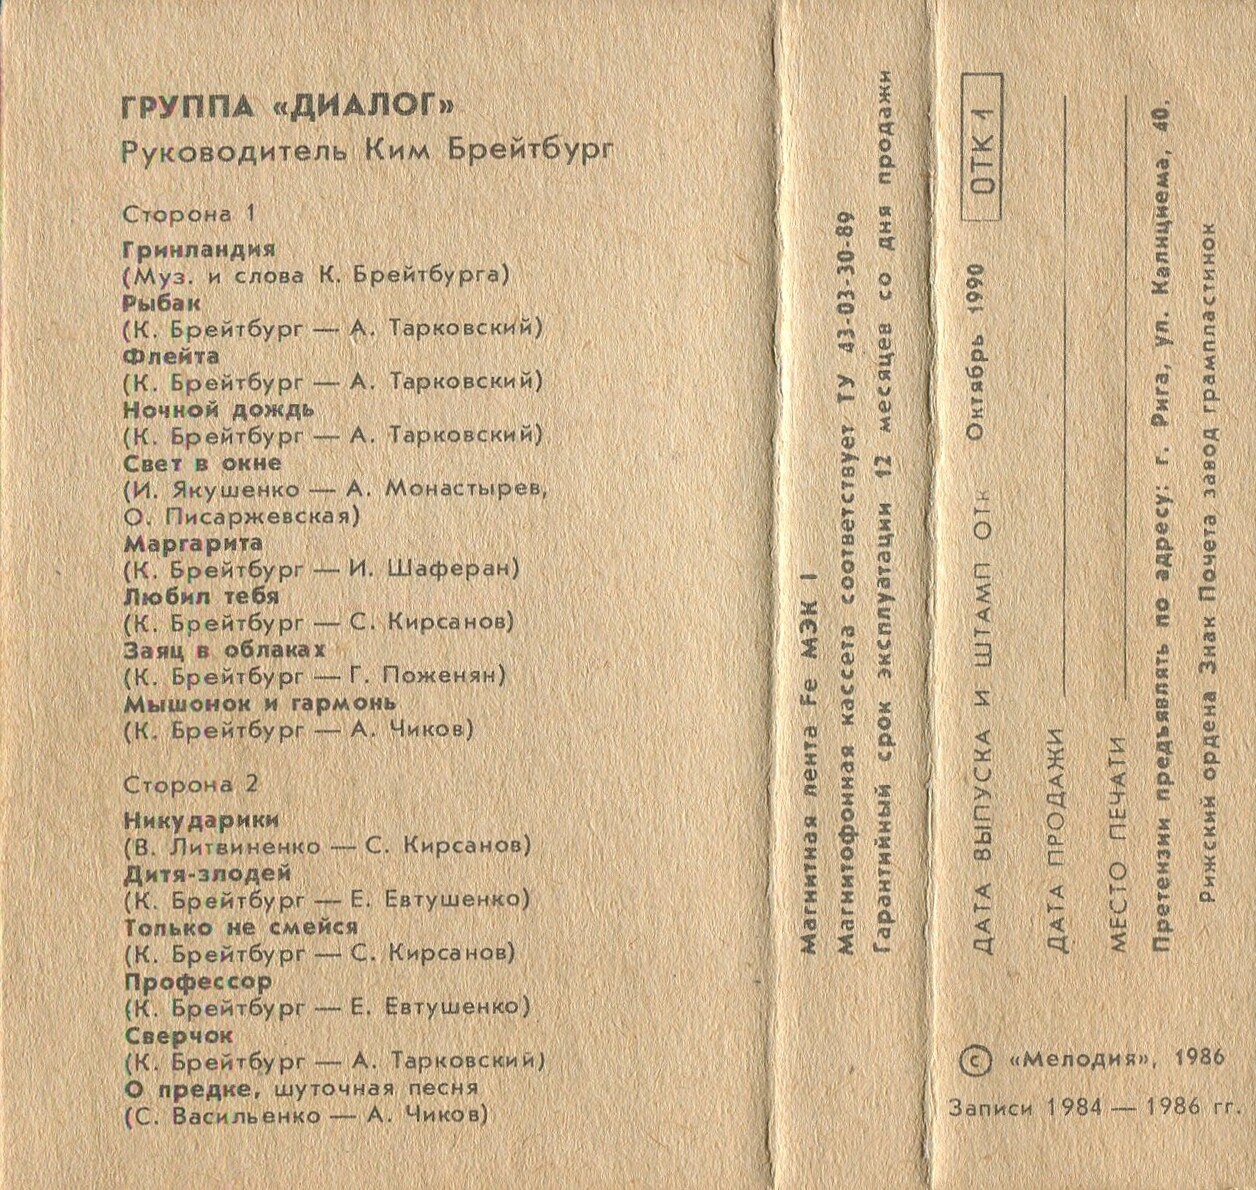 ГРУППА «ДИАЛОГ»
Руководитель Ким Брейтбург
Сторона 1
Гринландия
(Муз. и слова К. Брейтбурга)
Рыбак
(К. Брейтбург — А. Тарковский)
Флейта
(К. Брейтбург — А. Тарковский)
Ночной дождь
(К. Брейтбург — А. Тарковский)
Свет в окне
(И. Якушенко — А. Монастырев,
О. Писаржевская)
Маргарита
(К. Брейтбург — И. Шаферан)
Любил тебя
(К. Брейтбург — С. Кирсанов)
Заяц в облаках
(К. Брейтбург — Г. Поженян)
Мышонок и гармонь
(К. Брейтбург — А. Чиков)
Сторона 2
Никударики
(В. Литвиненко — С. Кирсанов)
Дитя-злодей
(К. Брейтбург — Е. Евтушенко)
Только не смейся
(К. Брейтбург — С. Кирсанов)
Профессор
(К. Брейтбург — Е. Евтушенко)
Сверчок
(К. Брейтбург — А. Тарковский)
О предке, шуточная песня
(С. Васильенко — А. Чиков)
Магнитная лента Fe МЭК I
Магнитофонная кассета соответствует ТУ 43-03-30-89
Гарантийный срок эксплуатации 12 месяцев со дня продажи
ДАТА ВЫПУСКА И ШТАМП ОТК Октябрь 1990 ОТК 1
ДАТА ПРОДАЖИ
МЕСТО ПЕЧАТИ
Претензии предъявлять по адресу: г. Рига, ул. Калнциема, 40.
Рижский ордена Знак Почета завод грампластинок
© «Мелодия», 1986
Записи 1984 — 1986 гг.